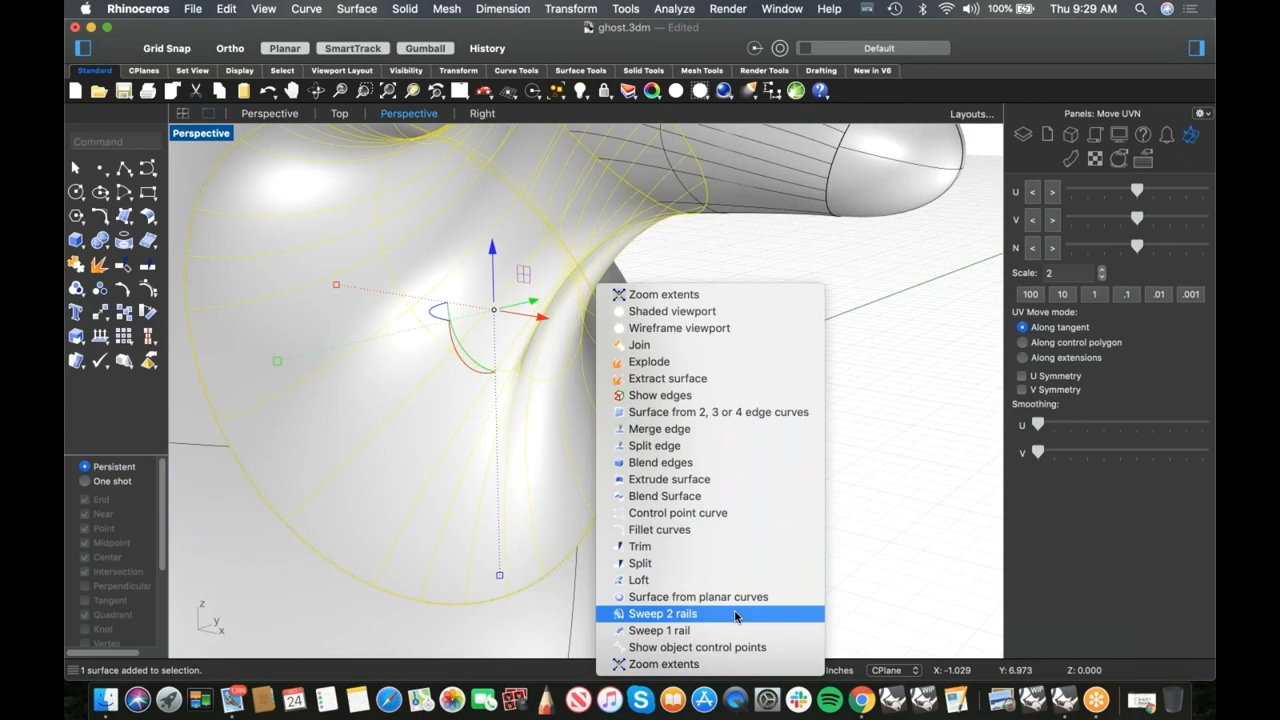 Rhinoceros File Edit View Curve Surface Solid Mesh Dimension Transform Tools Analyze Render Window Help 100% Thu 9:29 AM
ghost.3dm — Edited
Grid Snap Ortho Planar SmartTrack Gumball History Default
Standard CPlanes Set View Display Select Viewport Layout Visibility Transform Curve Tools Surface Tools Solid Tools Mesh Tools Render Tools Drafting New in V6
Perspective Top Perspective Right Layouts...
Panels: Move UVN
Perspective
Command
U < >
V < >
N < >
Scale: 2
100 10 1 .1 .01 .001
UV Move mode:
Along tangent
Along control polygon
Along extensions
U Symmetry
V Symmetry
Smoothing:
U
V
Zoom extents
Shaded viewport
Wireframe viewport
Join
Explode
Extract surface
Show edges
Surface from 2, 3 or 4 edge curves
Merge edge
Split edge
Blend edges
Extrude surface
Blend Surface
Control point curve
Fillet curves
Trim
Split
Loft
Surface from planar curves
Sweep 2 rails
Sweep 1 rail
Show object control points
Zoom extents
Persistent
One shot
End
Near
Point
Midpoint
Center
Intersection
Perpendicular
Tangent
Quadrant
Knot
Vertex
z
y
x
1 surface added to selection. Inches CPlane X: -1.029 Y: 6.973 Z: 0.000
24